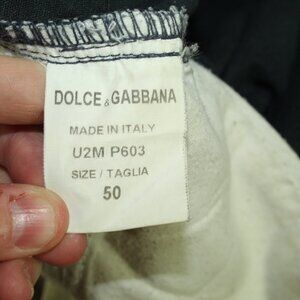 DOLCE & GABBANA
MADE IN ITALY
U2M P603
SIZE / TAGLIA
50